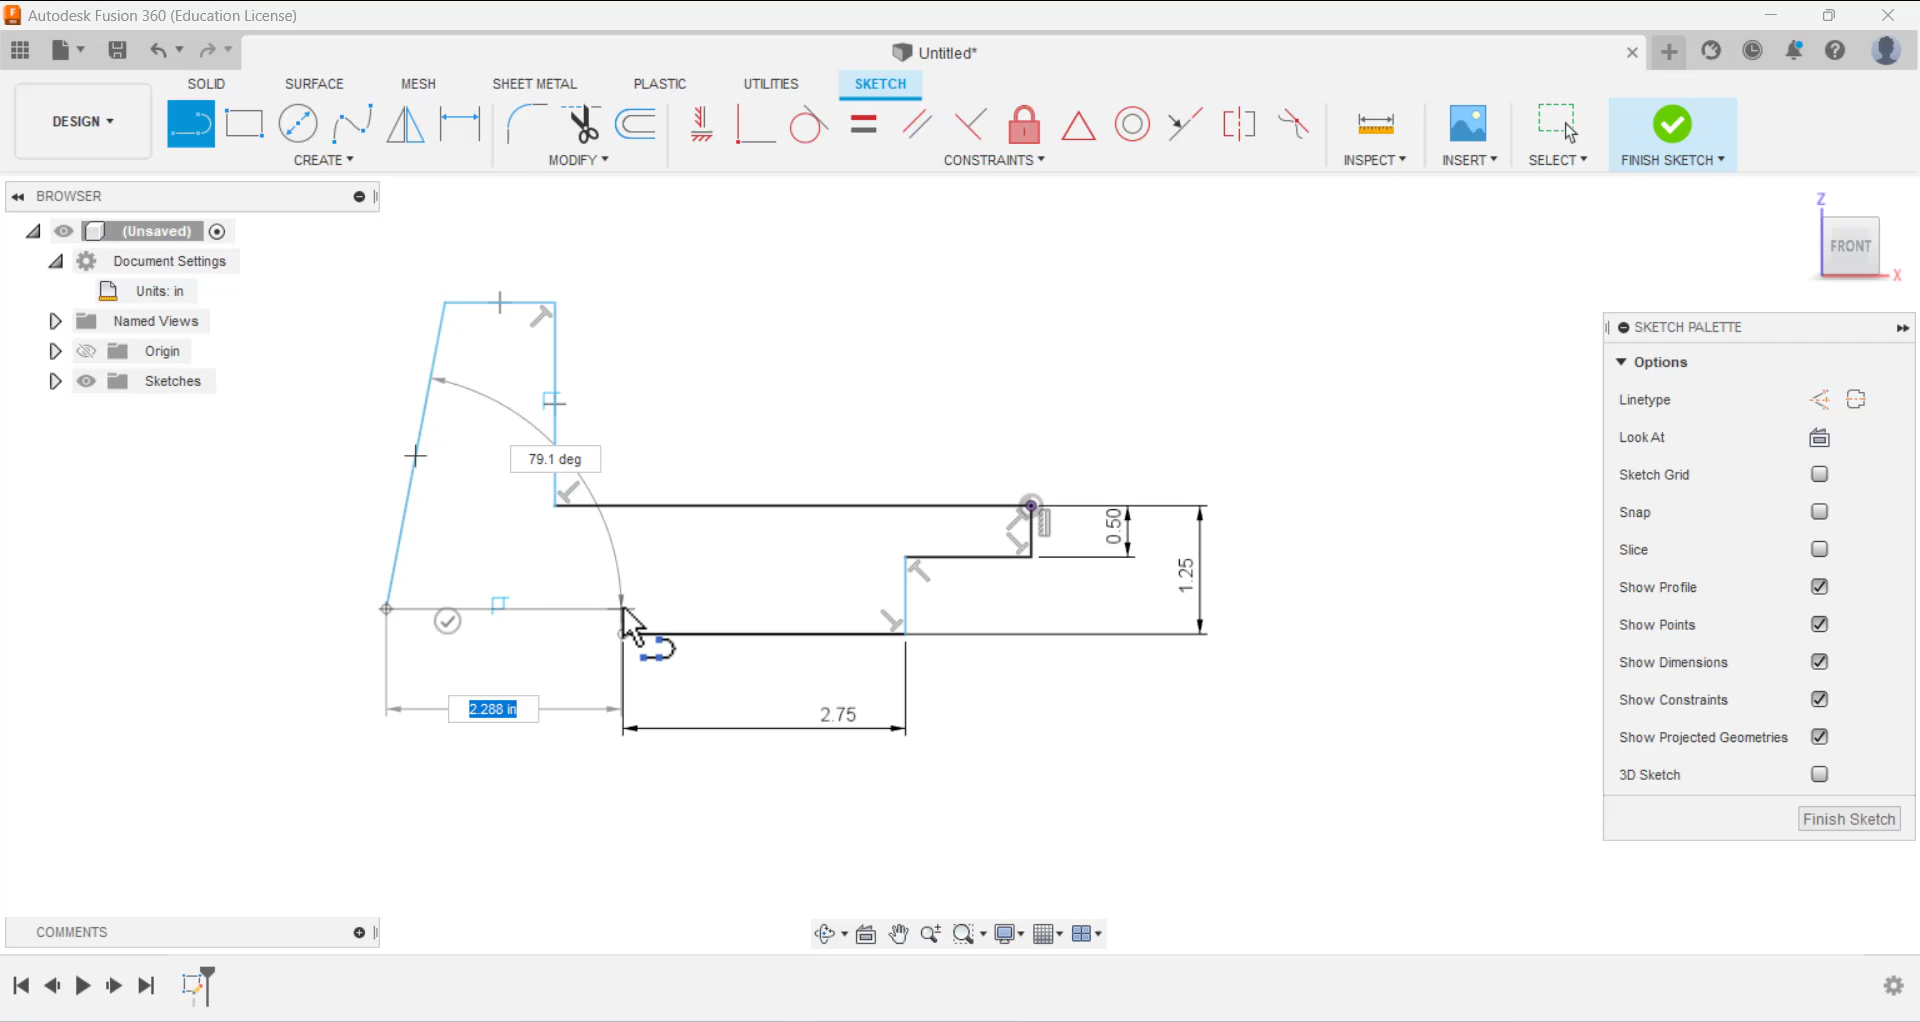 Autodesk Fusion 360 (Education License)
Untitled*
SOLID SURFACE MESH SHEET METAL PLASTIC UTILITIES SKETCH
DESIGN
CREATE MODIFY CONSTRAINTS INSPECT INSERT SELECT FINISH SKETCH
BROWSER
(Unsaved)
Document Settings
Units: in
Named Views
Origin
Sketches
Z
FRONT
X
79.1 deg
0.50
1.25
2.288 in
2.75
SKETCH PALETTE
Options
Linetype
Look At
Sketch Grid
Snap
Slice
Show Profile
Show Points
Show Dimensions
Show Constraints
Show Projected Geometries
3D Sketch
Finish Sketch
COMMENTS